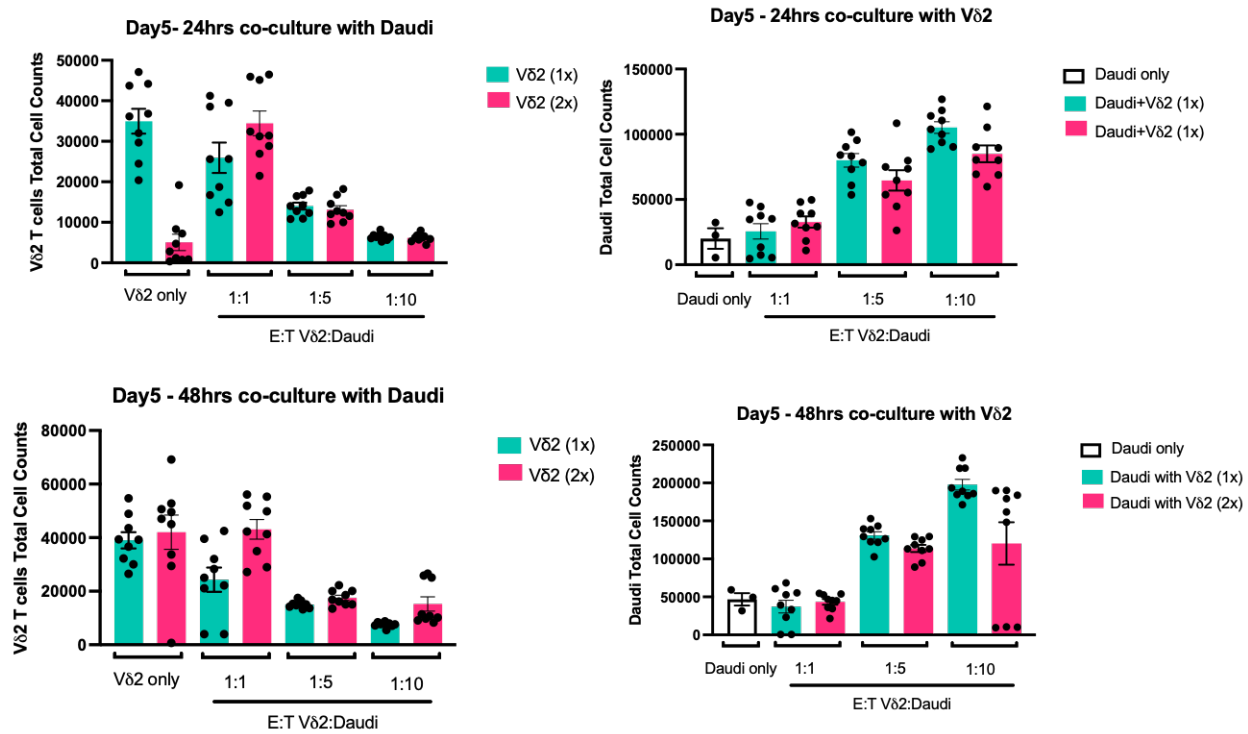 Day5- 24hrs co-culture with Daudi
Vδ2 T cells Total Cell Counts
50000
40000
30000
20000
10000
0
Vδ2 (1x)
Vδ2 (2x)
Vδ2 only
1:1
1:5
1:10
E:T Vδ2:Daudi
Day5 - 24hrs co-culture with Vδ2
Daudi Total Cell Counts
150000
100000
50000
0
Daudi only
Daudi+Vδ2 (1x)
Daudi+Vδ2 (1x)
Daudi only
1:1
1:5
1:10
E:T Vδ2:Daudi
Day5 - 48hrs co-culture with Daudi
Vδ2 T cells Total Cell Counts
80000
60000
40000
20000
0
Vδ2 (1x)
Vδ2 (2x)
Vδ2 only
1:1
1:5
1:10
E:T Vδ2:Daudi
Day5 - 48hrs co-culture with Vδ2
Daudi Total Cell Counts
250000
200000
150000
100000
50000
0
Daudi only
Daudi with Vδ2 (1x)
Daudi with Vδ2 (2x)
Daudi only
1:1
1:5
1:10
E:T Vδ2:Daudi